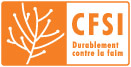 CFSI
Durablement
contre la faim